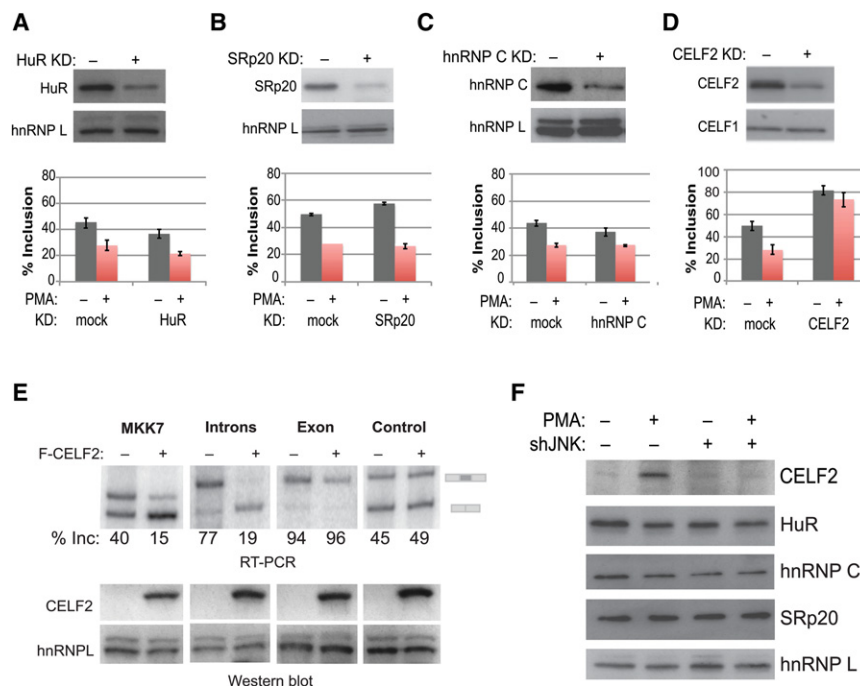 A
HuR KD: – +
HuR
hnRNP L
% Inclusion
80
60
40
20
0
PMA: – + – +
KD: mock HuR
B
SRp20 KD: – +
SRp20
hnRNP L
% Inclusion
80
60
40
20
0
PMA: – + – +
KD: mock SRp20
C
hnRNP C KD: – +
hnRNP C
hnRNP L
% Inclusion
80
60
40
20
0
PMA: – + – +
KD: mock hnRNP C
D
CELF2 KD: – +
CELF2
CELF1
% Inclusion
100
80
60
40
20
0
PMA: – + – +
KD: mock CELF2
E
MKK7 Introns Exon Control
F-CELF2: – + – + – + – +
% Inc: 40 15 77 19 94 96 45 49
RT-PCR
CELF2
hnRNPL
Western blot
F
PMA: – + – +
shJNK: – – + +
CELF2
HuR
hnRNP C
SRp20
hnRNP L